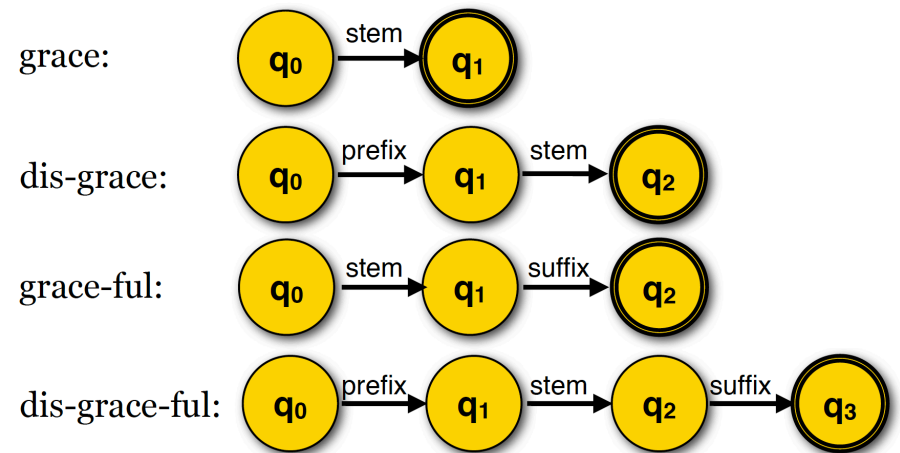 grace: q0 stem q1
dis-grace: q0 prefix q1 stem q2
grace-ful: q0 stem q1 suffix q2
dis-grace-ful: q0 prefix q1 stem q2 suffix q3